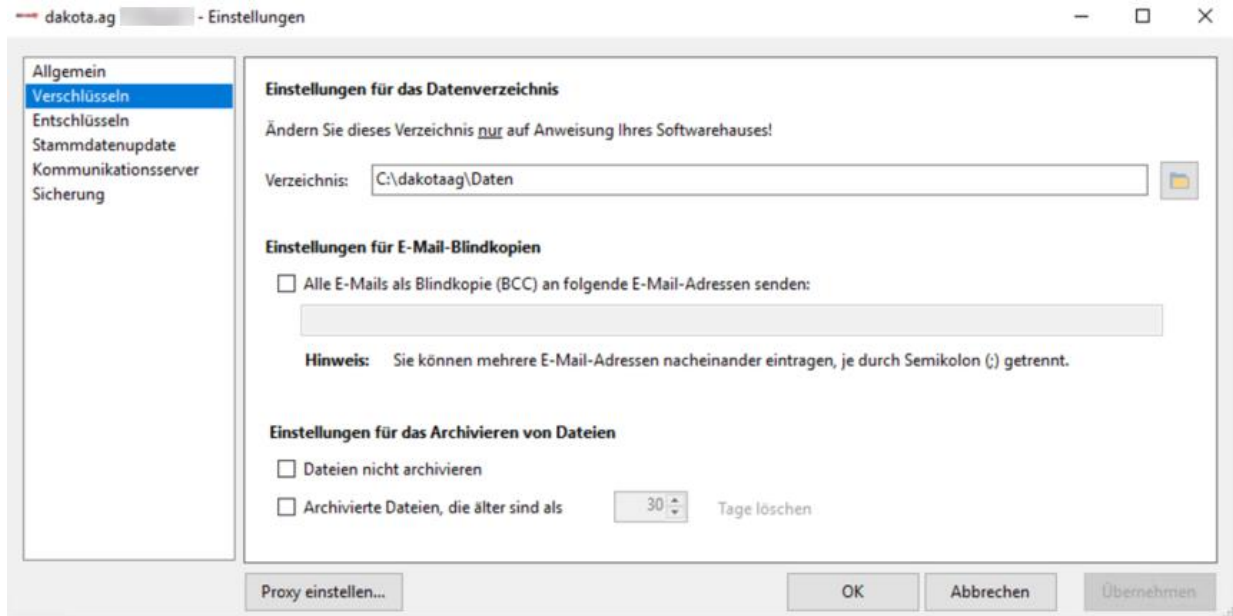 dakota.ag - Einstellungen
Allgemein
Verschlüsseln
Entschlüsseln
Stammdatenupdate
Kommunikationsserver
Sicherung
Einstellungen für das Datenverzeichnis
Ändern Sie dieses Verzeichnis nur auf Anweisung Ihres Softwarehauses!
Verzeichnis: C:\dakotaag\Daten
Einstellungen für E-Mail-Blindkopien
Alle E-Mails als Blindkopie (BCC) an folgende E-Mail-Adressen senden:
Hinweis: Sie können mehrere E-Mail-Adressen nacheinander eintragen, je durch Semikolon (;) getrennt.
Einstellungen für das Archivieren von Dateien
Dateien nicht archivieren
Archivierte Dateien, die älter sind als 30 Tage löschen
Proxy einstellen... OK Abbrechen Übernehmen